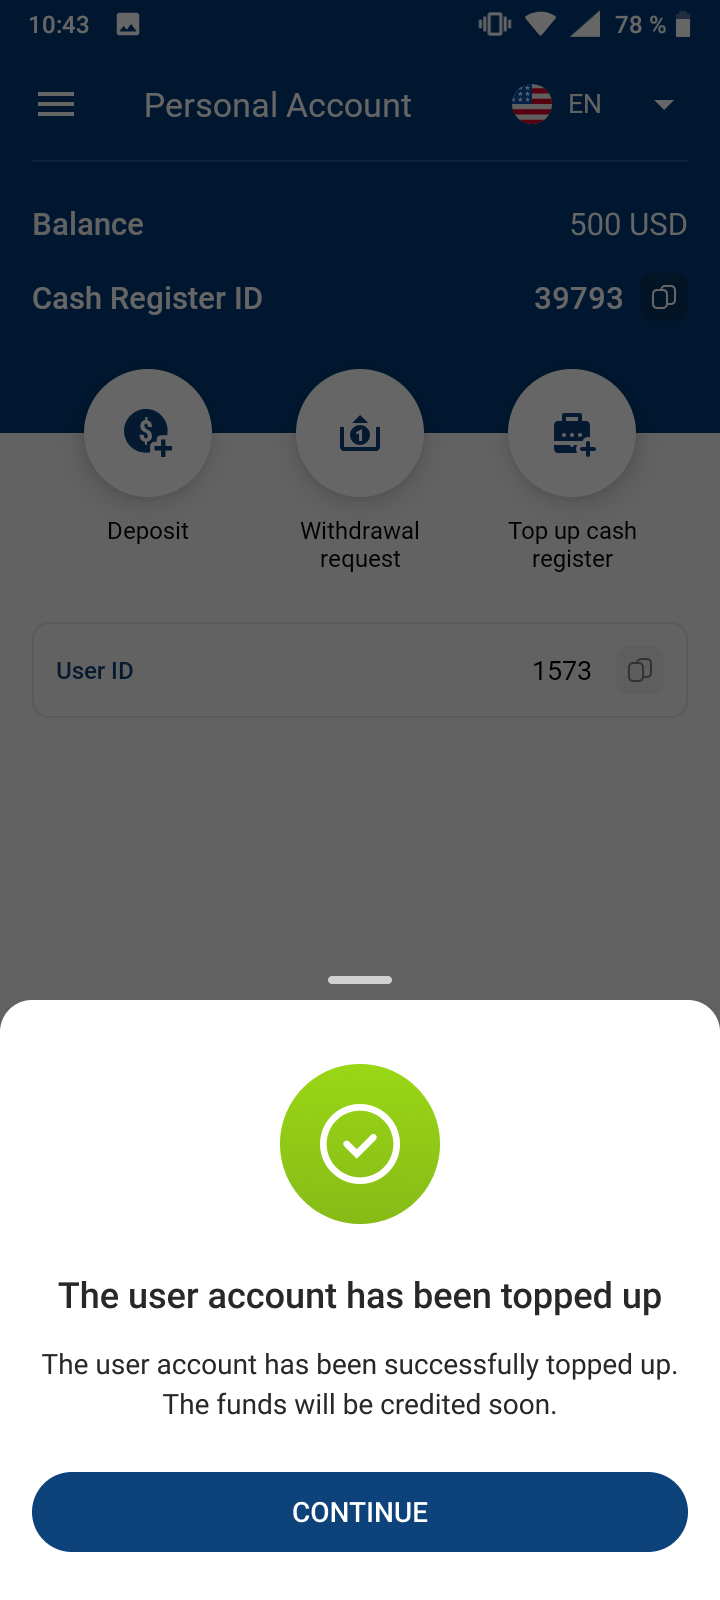 10:43
78 %
Personal Account
EN
Balance
500 USD
Cash Register ID
39793
$
1
Deposit
Withdrawal
request
Top up cash
register
User ID
1573
The user account has been topped up
The user account has been successfully topped up.
The funds will be credited soon.
CONTINUE